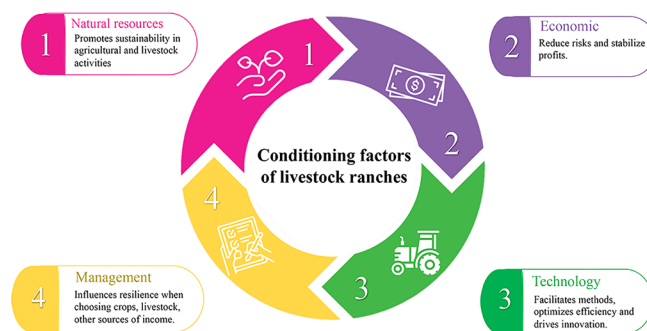 1
Natural resources
Promotes sustainability in
agricultural and livestock
activities
2
Economic
Reduce risks and stabilize
profits.
1
2
3
4
Conditioning factors
of livestock ranches
4
Management
Influences resilience when
choosing crops, livestock,
other sources of income.
3
Technology
Facilitates methods,
optimizes efficiency and
drives innovation.